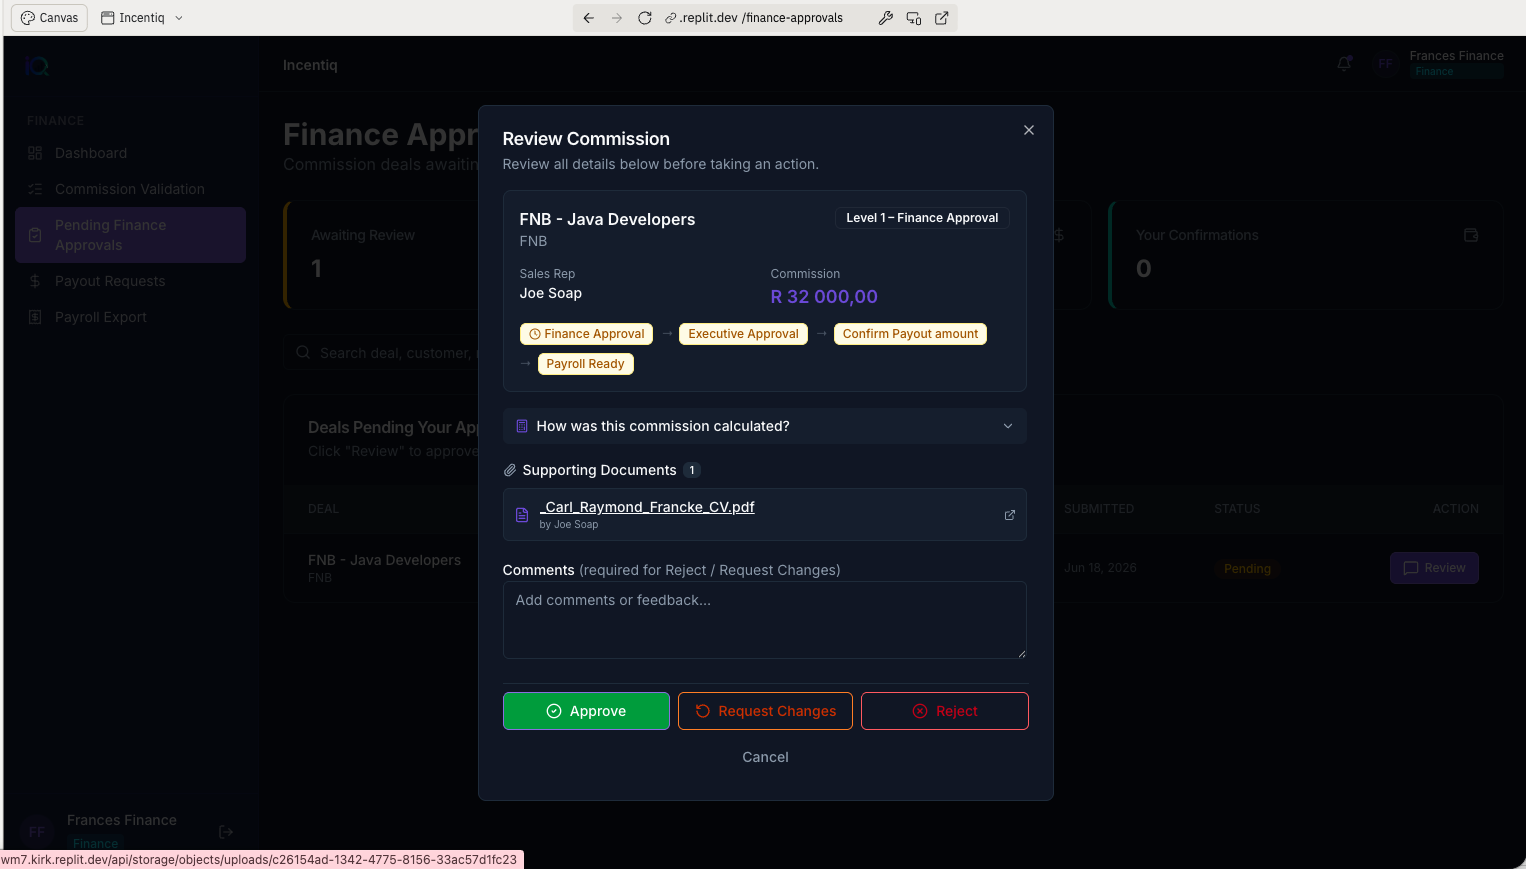 Canvas
Incentiq
.replit.dev /finance-approvals
IQ
Incentiq
Frances Finance
FF
Finance
FINANCE
Dashboard
Commission Validation
Pending Finance
Approvals
Payout Requests
Payroll Export
Finance Appr
Commission deals awaitin
Awaiting Review
1
Your Confirmations
0
Search deal, customer,
Deals Pending Your Ap
Click "Review" to approve
DEAL
SUBMITTED
STATUS
ACTION
FNB - Java Developers
FNB
Jun 18, 2026
Pending
Review
Review Commission
Review all details below before taking an action.
FNB - Java Developers
Level 1 – Finance Approval
FNB
Sales Rep
Commission
Joe Soap
R 32 000,00
Finance Approval → Executive Approval → Confirm Payout amount
→ Payroll Ready
How was this commission calculated?
Supporting Documents 1
_Carl_Raymond_Francke_CV.pdf
by Joe Soap
Comments (required for Reject / Request Changes)
Add comments or feedback...
Approve
Request Changes
Reject
Cancel
FF
Frances Finance
Finance
wm7.kirk.replit.dev/api/storage/objects/uploads/c26154ad-1342-4775-8156-33ac57d1fc23